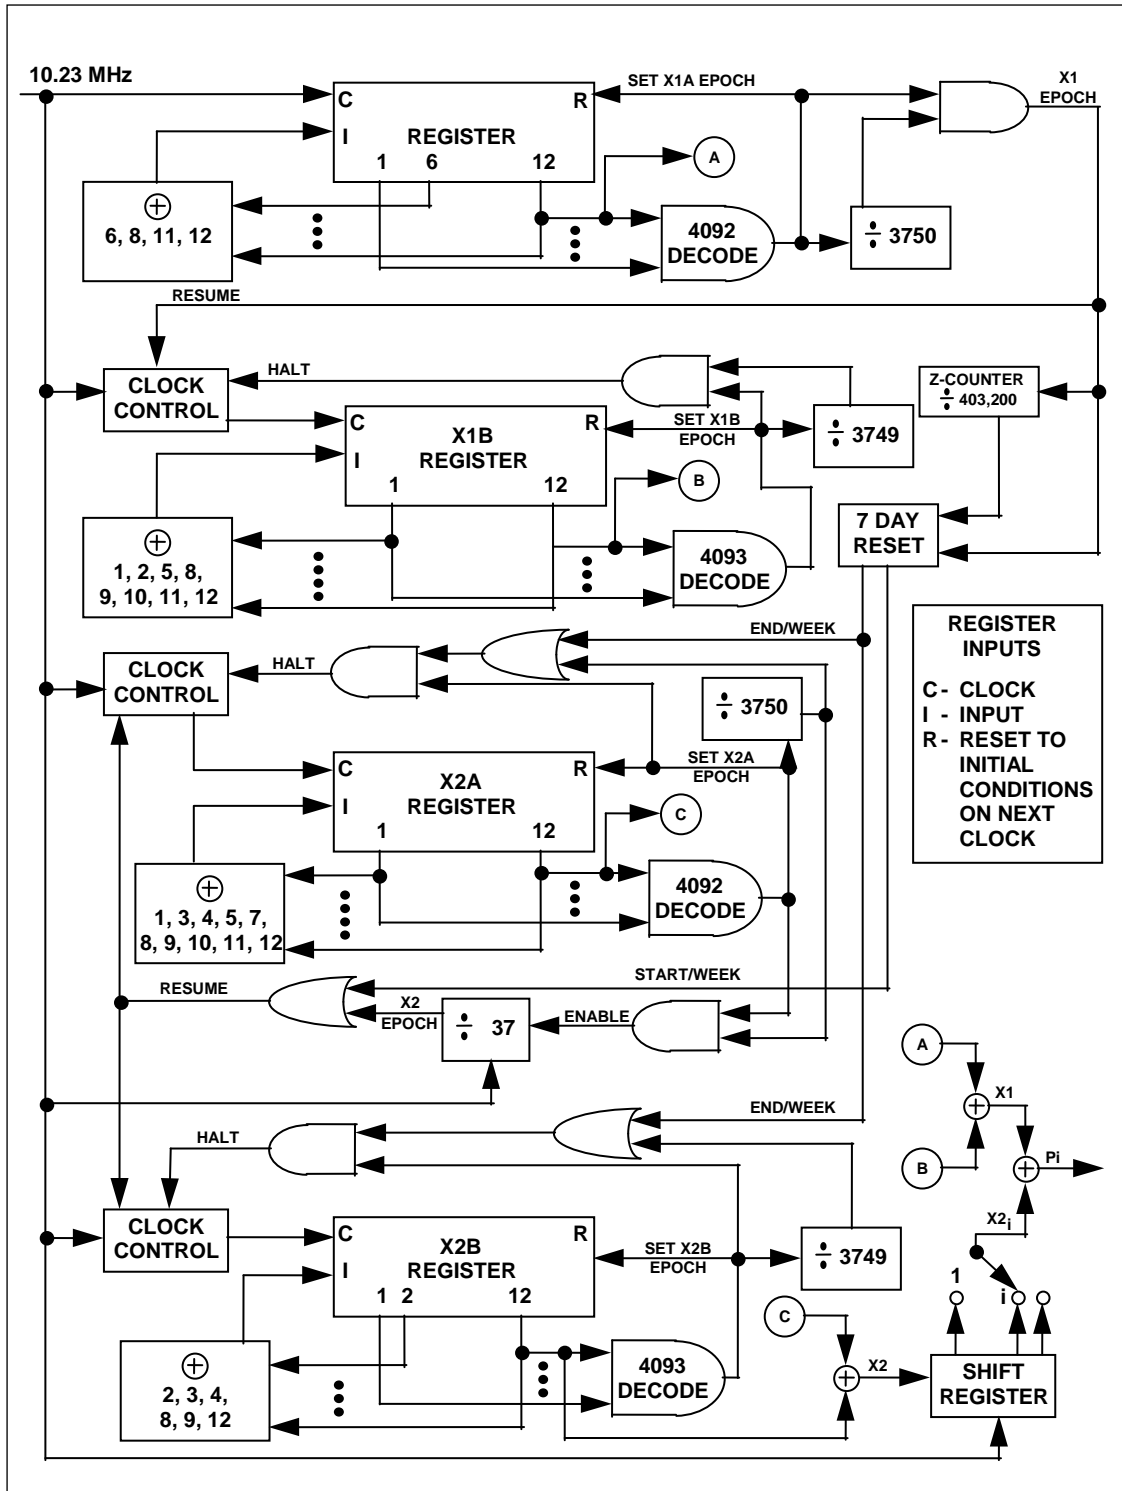 10.23 MHz
C
R
I
REGISTER
1
6
12
SET X1A EPOCH
X1
EPOCH
A
⊕
6, 8, 11, 12
4092
DECODE
÷ 3750
RESUME
CLOCK
CONTROL
HALT
Z-COUNTER
÷ 403,200
C
R
I
X1B
REGISTER
1
12
SET X1B
EPOCH
÷ 3749
B
⊕
1, 2, 5, 8,
9, 10, 11, 12
4093
DECODE
7 DAY
RESET
END/WEEK
REGISTER
INPUTS
C - CLOCK
I - INPUT
R - RESET TO
INITIAL
CONDITIONS
ON NEXT
CLOCK
CLOCK
CONTROL
HALT
÷ 3750
C
R
I
X2A
REGISTER
1
12
SET X2A
EPOCH
C
⊕
1, 3, 4, 5, 7,
8, 9, 10, 11, 12
4092
DECODE
START/WEEK
RESUME
X2
EPOCH
÷ 37
ENABLE
A
X1
B
Pi
X2i
END/WEEK
HALT
CLOCK
CONTROL
C
R
I
X2B
REGISTER
1
2
12
SET X2B
EPOCH
÷ 3749
1
i
C
⊕
2, 3, 4,
8, 9, 12
4093
DECODE
X2
SHIFT
REGISTER